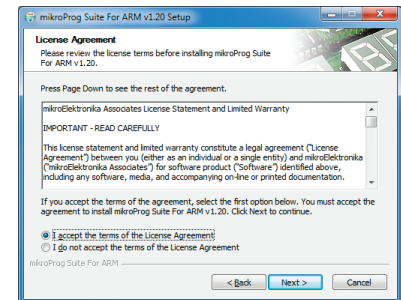 mikroProg Suite For ARM v1.20 Setup
License Agreement
Please review the license terms before installing mikroProg Suite
For ARM v1.20.
Press Page Down to see the rest of the agreement.
mikroElektronika Associates License Statement and Limited Warranty
IMPORTANT - READ CAREFULLY
This license statement and limited warranty constitute a legal agreement ("License
Agreement") between you (either as an individual or a single entity) and mikroElektronika
("mikroElektronika Associates") for software product ("Software") identified above,
including any software, media, and accompanying on-line or printed documentation.
If you accept the terms of the agreement, select the first option below. You must accept the
agreement to install mikroProg Suite For ARM v1.20. Click Next to continue.
I accept the terms of the License Agreement
I do not accept the terms of the License Agreement
mikroProg Suite For ARM
< Back Next > Cancel